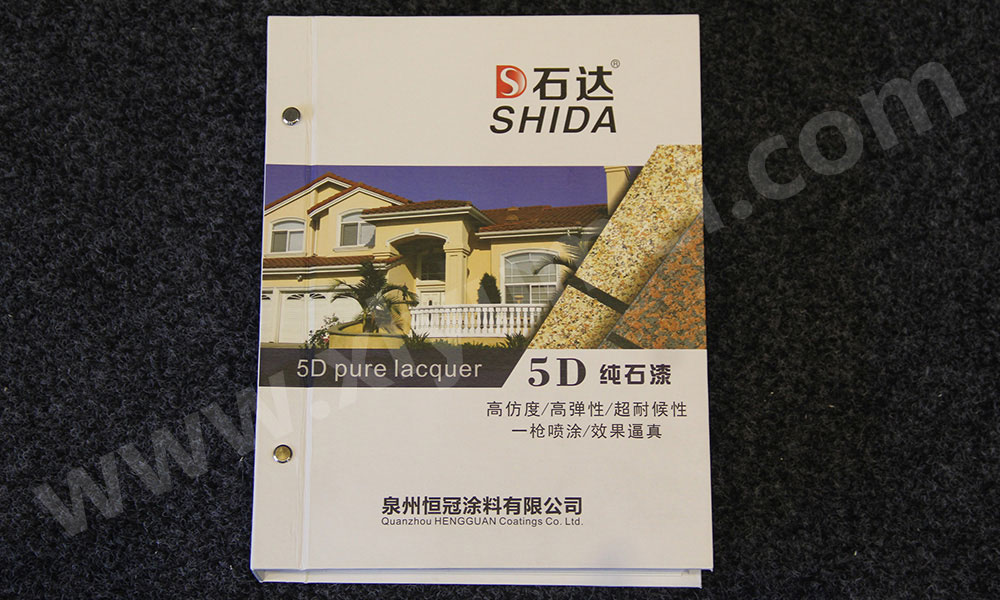 石达®
SHIDA
5D pure lacquer
5D 纯石漆
高仿度/高弹性/超耐候性
一枪喷涂/效果逼真
泉州恒冠涂料有限公司
Quanzhou HENGGUAN Coatings Co. Ltd.